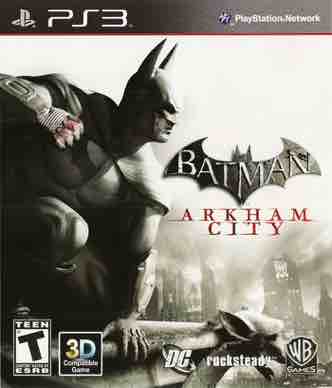 PS3
PlayStation®Network
BATMAN
ARKHAM
CITY
TEEN
T
ESRB
3D
Compatible
Game
DC
rocksteady
WB
GAMES